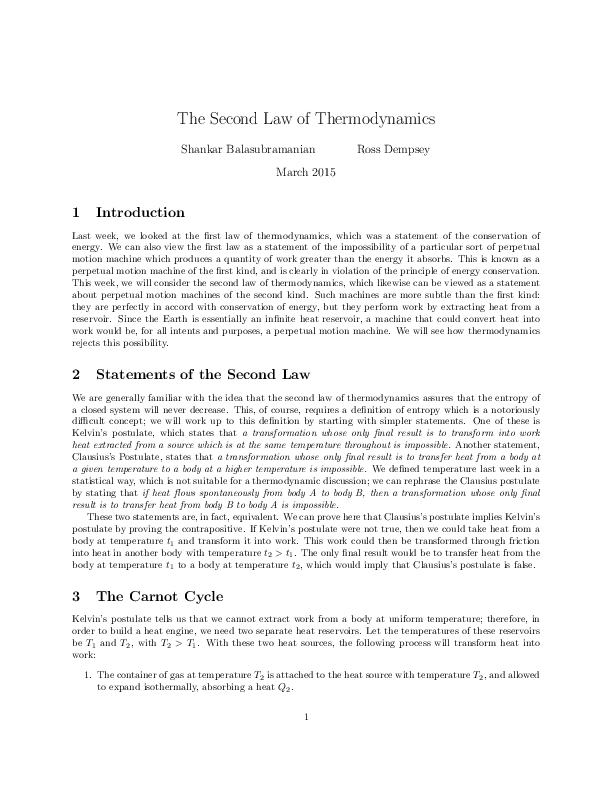 The Second Law of Thermodynamics
Shankar Balasubramanian Ross Dempsey
March 2015
1 Introduction
Last week, we looked at the first law of thermodynamics, which was a statement of the conservation of
energy. We can also view the first law as a statement of the impossibility of a particular sort of perpetual
motion machine which produces a quantity of work greater than the energy it absorbs. This is known as a
perpetual motion machine of the first kind, and is clearly in violation of the principle of energy conservation.
This week, we will consider the second law of thermodynamics, which likewise can be viewed as a statement
about perpetual motion machines of the second kind. Such machines are more subtle than the first kind:
they are perfectly in accord with conservation of energy, but they perform work by extracting heat from a
reservoir. Since the Earth is essentially an infinite heat reservoir, a machine that could convert heat into
work would be, for all intents and purposes, a perpetual motion machine. We will see how thermodynamics
rejects this possibility.
2 Statements of the Second Law
We are generally familiar with the idea that the second law of thermodynamics assures that the entropy of
a closed system will never decrease. This, of course, requires a definition of entropy which is a notoriously
difficult concept; we will work up to this definition by starting with simpler statements. One of these is
Kelvin's postulate, which states that a transformation whose only final result is to transform into work
heat extracted from a source which is at the same temperature throughout is impossible. Another statement,
Clausius's Postulate, states that a transformation whose only final result is to transfer heat from a body at
a given temperature to a body at a higher temperature is impossible. We defined temperature last week in a
statistical way, which is not suitable for a thermodynamic discussion; we can rephrase the Clausius postulate
by stating that if heat flows spontaneously from body A to body B, then a transformation whose only final
result is to transfer heat from body B to body A is impossible.
These two statements are, in fact, equivalent. We can prove here that Clausius's postulate implies Kelvin's
postulate by proving the contrapositive. If Kelvin's postulate were not true, then we could take heat from a
body at temperature t₁ and transform it into work. This work could then be transformed through friction
into heat in another body with temperature t₂ > t₁. The only final result would be to transfer heat from the
body at temperature t₁ to a body at temperature t₂, which would imply that Clausius's postulate is false.
3 The Carnot Cycle
Kelvin's postulate tells us that we cannot extract work from a body at uniform temperature; therefore, in
order to build a heat engine, we need two separate heat reservoirs. Let the temperatures of these reservoirs
be T₁ and T₂, with T₂ > T₁. With these two heat sources, the following process will transform heat into
work:
1. The container of gas at temperature T₂ is attached to the heat source with temperature T₂, and allowed
to expand isothermally, absorbing a heat Q₂.
1